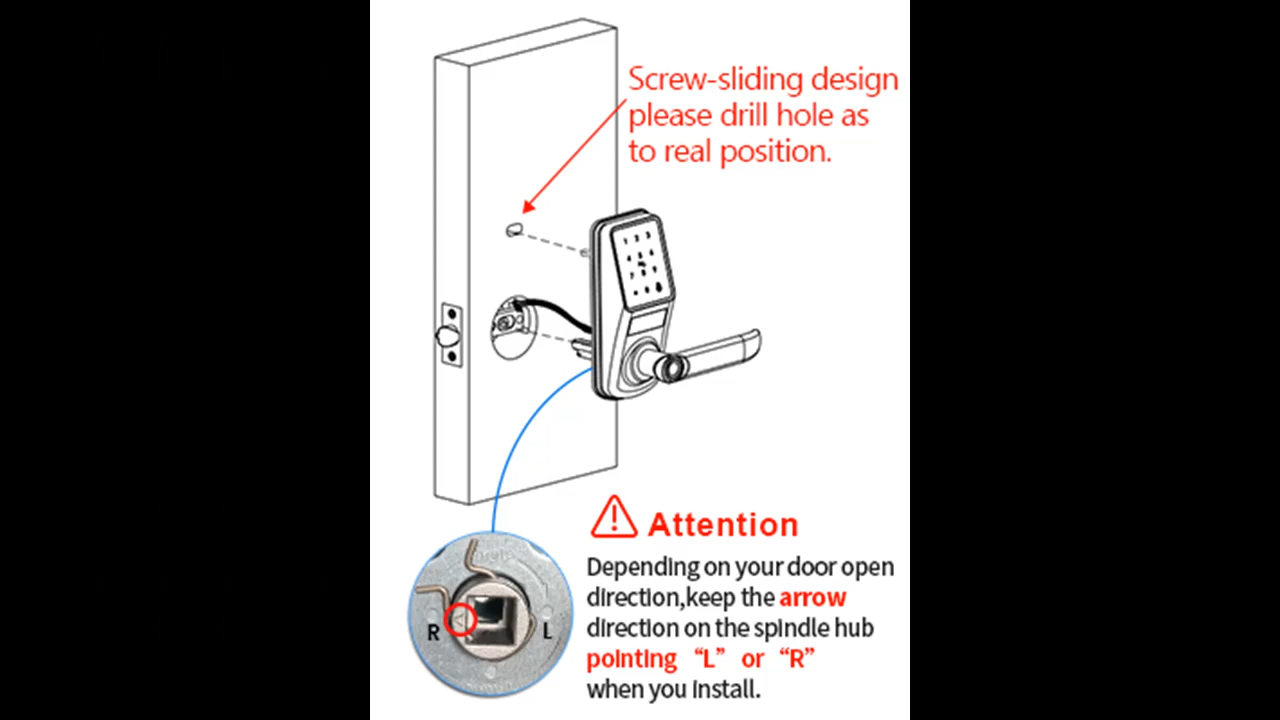 Screw-sliding design
please drill hole as
to real position.
Attention
Depending on your door open
direction,keep the arrow
direction on the spindle hub
pointing “L” or “R”
when you install.
R
L